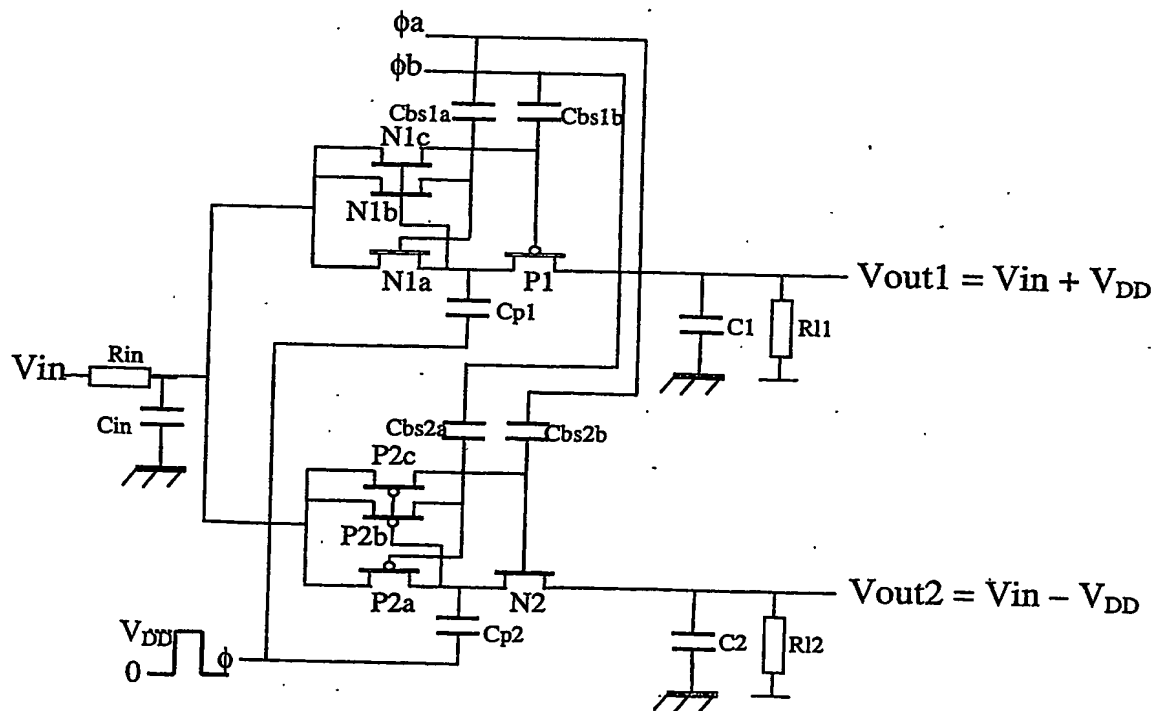 ϕa
ϕb
Cbs1a
Cbs1b
N1c
N1b
N1a
P1
Vout1 = Vin + VDD
Cp1
C1
Rl1
Vin
Rin
Cin
Cbs2a
Cbs2b
P2c
P2b
P2a
N2
Vout2 = Vin – VDD
Cp2
C2
Rl2
VDD
0
ϕ